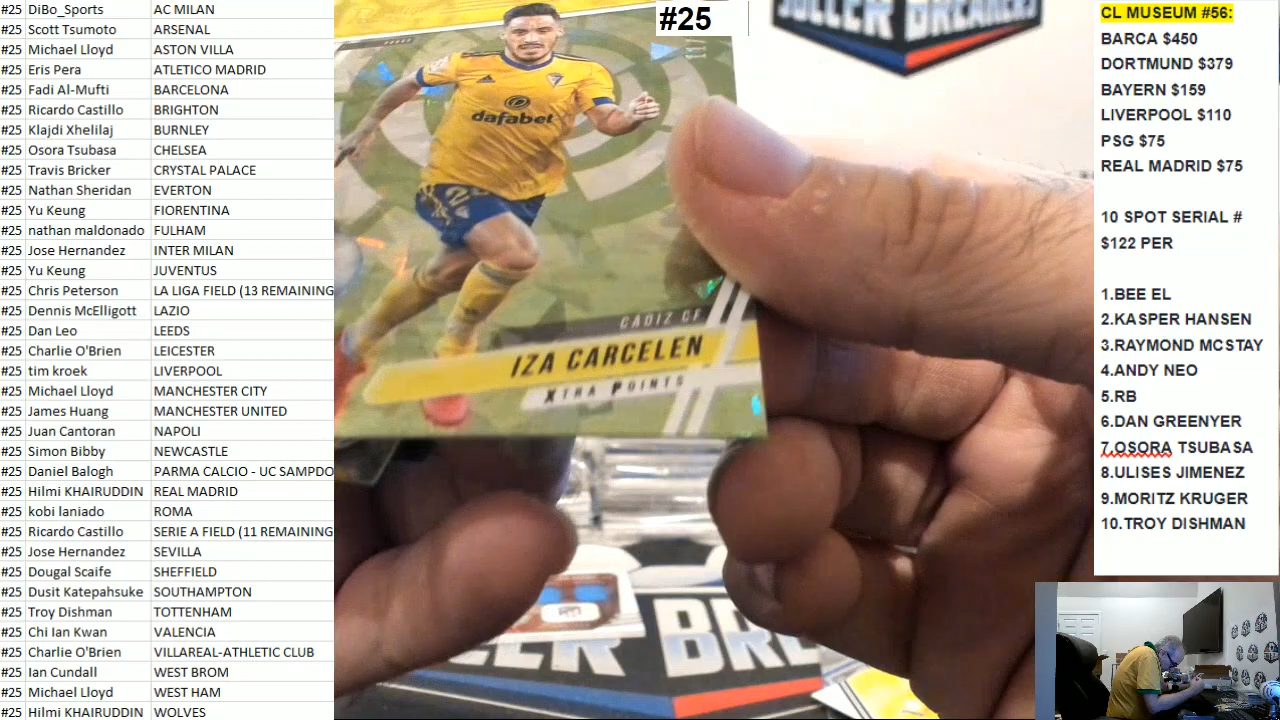 #25 DiBo_Sports AC MILAN
#25 Scott Tsumoto ARSENAL
#25 Michael Lloyd ASTON VILLA
#25 Eris Pera ATLETICO MADRID
#25 Fadi Al-Mufti BARCELONA
#25 Ricardo Castillo BRIGHTON
#25 Klajdi Xhelilaj BURNLEY
#25 Osora Tsubasa CHELSEA
#25 Travis Bricker CRYSTAL PALACE
#25 Nathan Sheridan EVERTON
#25 Yu Keung FIORENTINA
#25 nathan maldonado FULHAM
#25 Jose Hernandez INTER MILAN
#25 Yu Keung JUVENTUS
#25 Chris Peterson LA LIGA FIELD (13 REMAINING
#25 Dennis McElligott LAZIO
#25 Dan Leo LEEDS
#25 Charlie O'Brien LEICESTER
#25 tim kroek LIVERPOOL
#25 Michael Lloyd MANCHESTER CITY
#25 James Huang MANCHESTER UNITED
#25 Juan Cantoran NAPOLI
#25 Simon Bibby NEWCASTLE
#25 Daniel Balogh PARMA CALCIO - UC SAMPDO
#25 Hilmi KHAIRUDDIN REAL MADRID
#25 kobi laniado ROMA
#25 Ricardo Castillo SERIE A FIELD (11 REMAINING
#25 Jose Hernandez SEVILLA
#25 Dougal Scaife SHEFFIELD
#25 Dusit Katepahsuke SOUTHAMPTON
#25 Troy Dishman TOTTENHAM
#25 Chi Ian Kwan VALENCIA
#25 Charlie O'Brien VILLAREAL-ATHLETIC CLUB
#25 Ian Cundall WEST BROM
#25 Michael Lloyd WEST HAM
#25 Hilmi KHAIRUDDIN WOLVES
#25
SOCCER BREAKERS
dafabet
CADIZ CF
IZA CARCELEN
XTRA POINTS
CL MUSEUM #56:
BARCA $450
DORTMUND $379
BAYERN $159
LIVERPOOL $110
PSG $75
REAL MADRID $75
10 SPOT SERIAL #
$122 PER
1.BEE EL
2.KASPER HANSEN
3.RAYMOND MCSTAY
4.ANDY NEO
5.RB
6.DAN GREENYER
7.OSORA TSUBASA
8.ULISES JIMENEZ
9.MORITZ KRUGER
10.TROY DISHMAN